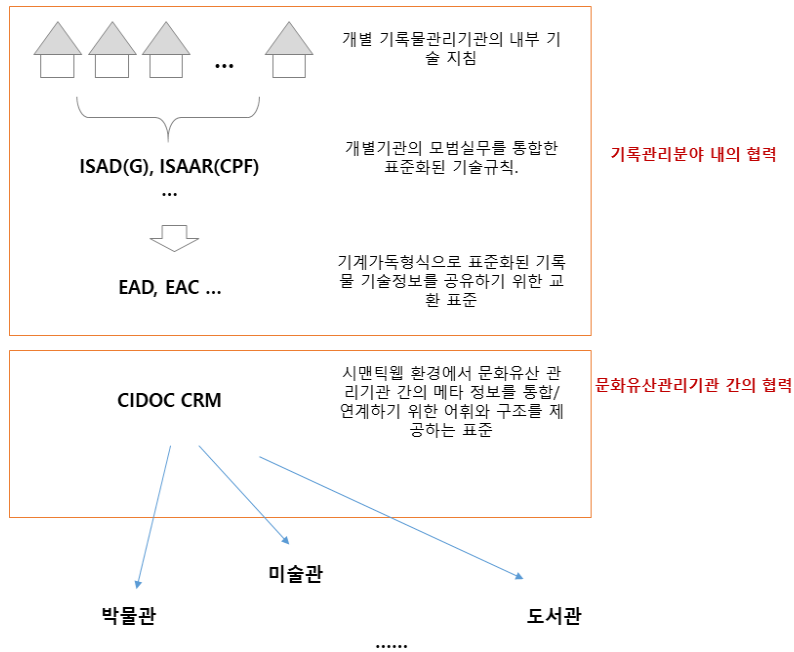 개별 기록물관리기관의 내부 기
술 지침
...
개별기관의 모범실무를 통합한
표준화된 기술규칙.
기록관리분야 내의 협력
ISAD(G), ISAAR(CPF)
...
기계가독형식으로 표준화된 기록
물 기술정보를 공유하기 위한 교
환 표준
EAD, EAC ...
시맨틱웹 환경에서 문화유산 관
리기관 간의 메타 정보를 통합/
연계하기 위한 어휘와 구조를 제
공하는 표준
문화유산관리기관 간의 협력
CIDOC CRM
미술관
박물관
도서관
......